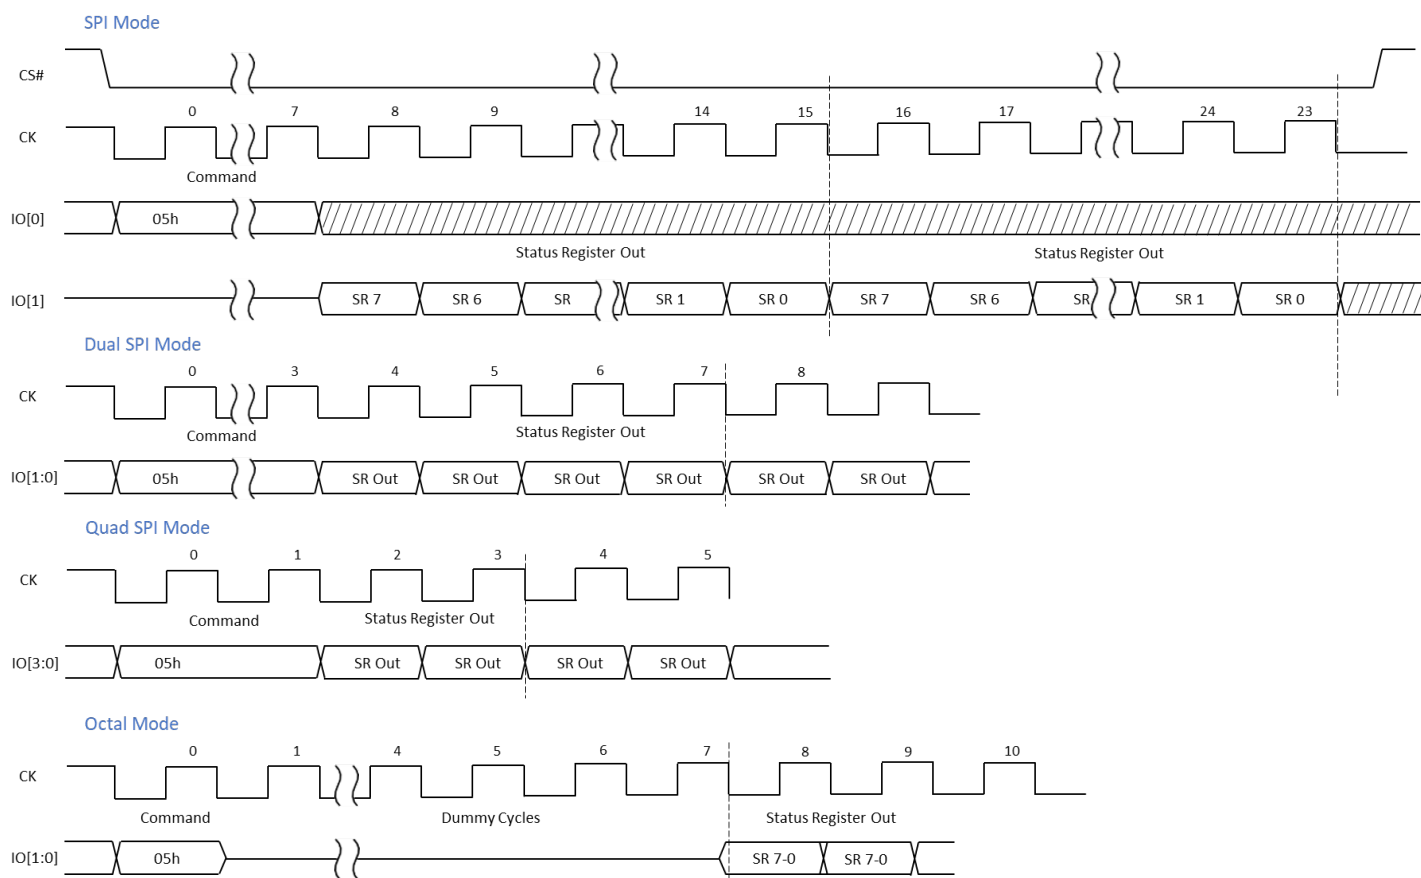 SPI Mode
CS#
0 7 8 9 14 15 16 17 24 23
CK
Command
IO[0] 05h
Status Register Out Status Register Out
IO[1] SR 7 SR 6 SR SR 1 SR 0 SR 7 SR 6 SR SR 1 SR 0
Dual SPI Mode
0 3 4 5 6 7 8
CK
Command Status Register Out
IO[1:0] 05h SR Out SR Out SR Out SR Out SR Out SR Out
Quad SPI Mode
0 1 2 3 4 5
CK
Command Status Register Out
IO[3:0] 05h SR Out SR Out SR Out SR Out
Octal Mode
0 1 4 5 6 7 8 9 10
CK
Command Dummy Cycles Status Register Out
IO[1:0] 05h SR 7-0 SR 7-0